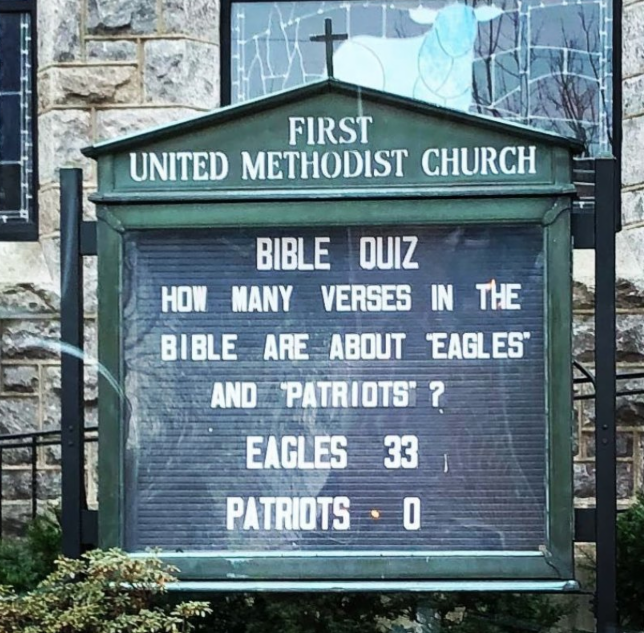 FIRST
UNITED METHODIST CHURCH
BIBLE QUIZ
HOW MANY VERSES IN THE
BIBLE ARE ABOUT "EAGLES"
AND "PATRIOTS" ?
EAGLES 33
PATRIOTS 0